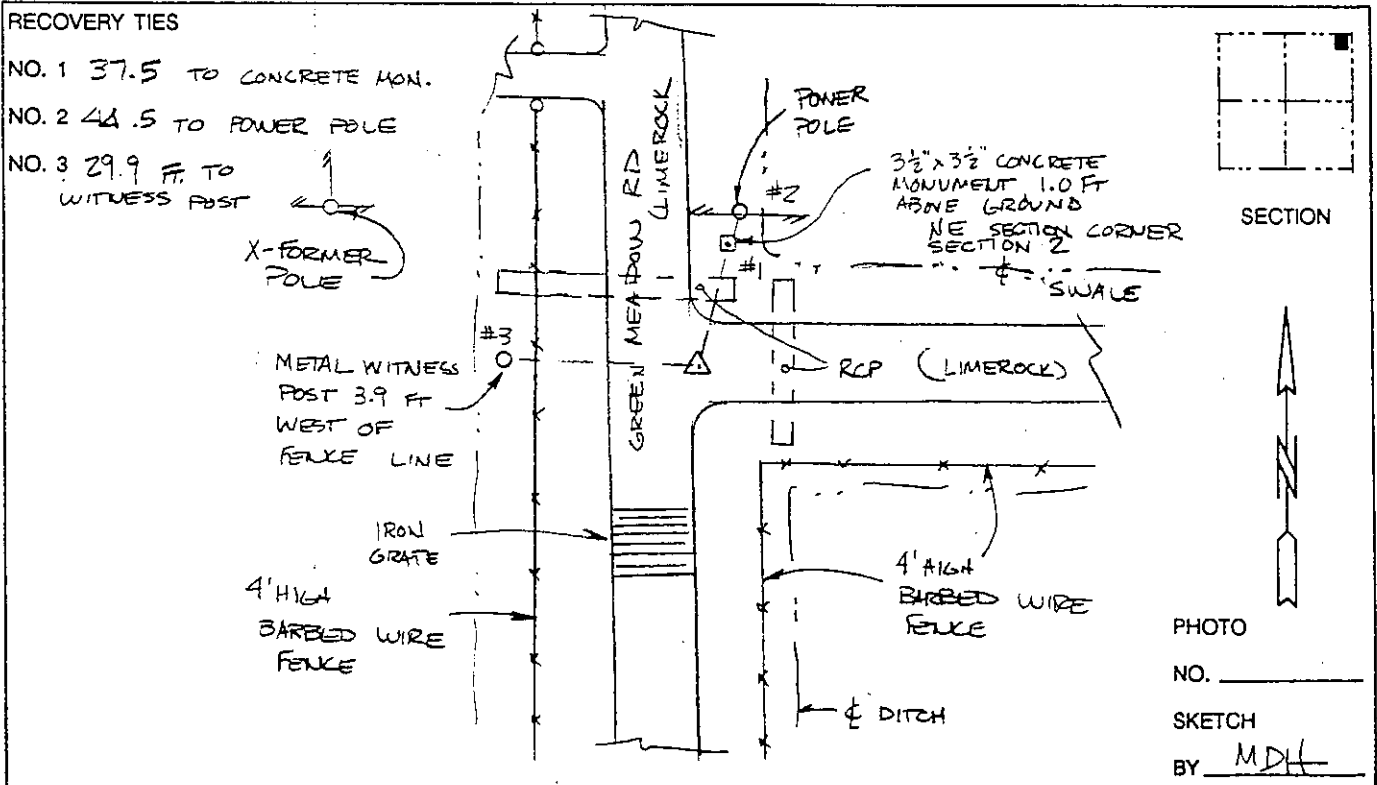 RECOVERY TIES
NO. 1 37.5 TO CONCRETE MON.
NO. 2 44.5 TO POWER POLE
NO. 3 29.9 FT. TO
WITNESS POST
X-FORMER
POLE
GREEN MEADOW RD
(LIMEROCK
POWER
POLE
#2
3½" x 3½" CONCRETE
MONUMENT 1.0 FT
ABOVE GROUND
NE SECTION CORNER
SECTION 2
#1
℄
SWALE
#3
METAL WITNESS
POST 3.9 FT
WEST OF
FENCE LINE
RCP (LIMEROCK)
IRON
GRATE
4' HIGH
BARBED WIRE
FENCE
4' HIGH
BARBED WIRE
FENCE
℄ DITCH
SECTION
N
PHOTO
NO.
SKETCH
BY MDH